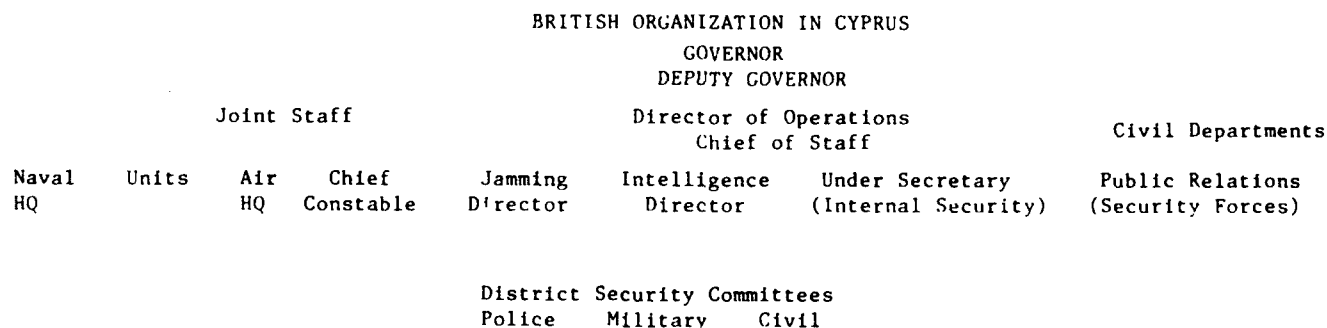 BRITISH ORGANIZATION IN CYPRUS
GOVERNOR
DEPUTY GOVERNOR
Joint Staff Director of Operations Civil Departments
Chief of Staff
Naval Units Air Chief Jamming Intelligence Under Secretary Public Relations
HQ HQ Constable Director Director (Internal Security) (Security Forces)
District Security Committees
Police Military Civil